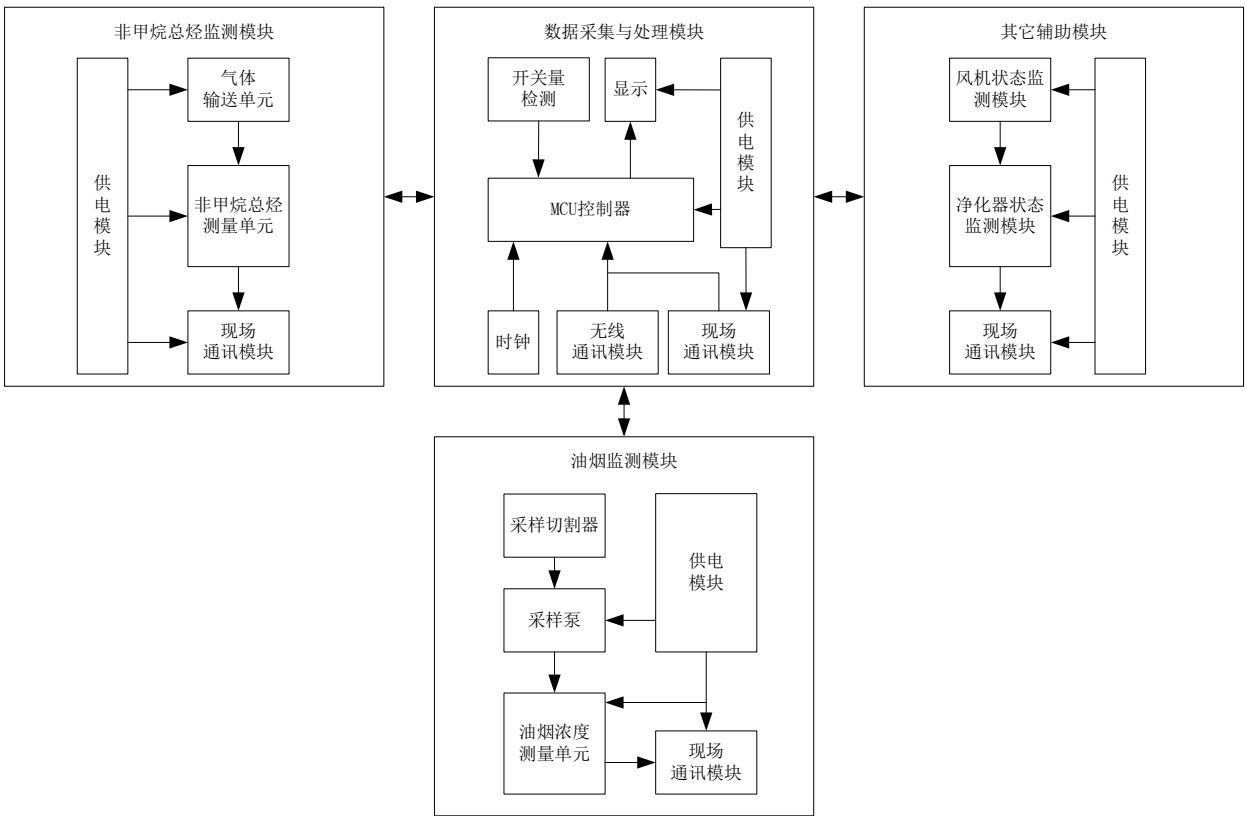 非甲烷总烃监测模块
供
电
模
块
气体
输送单元
非甲烷总烃
测量单元
现场
通讯模块
数据采集与处理模块
开关量
检测
显示
供
电
模
块
MCU控制器
时钟
无线
通讯模块
现场
通讯模块
其它辅助模块
风机状态监
测模块
净化器状态
监测模块
现场
通讯模块
供
电
模
块
油烟监测模块
采样切割器
供电
模块
采样泵
油烟浓度
测量单元
现场
通讯模块